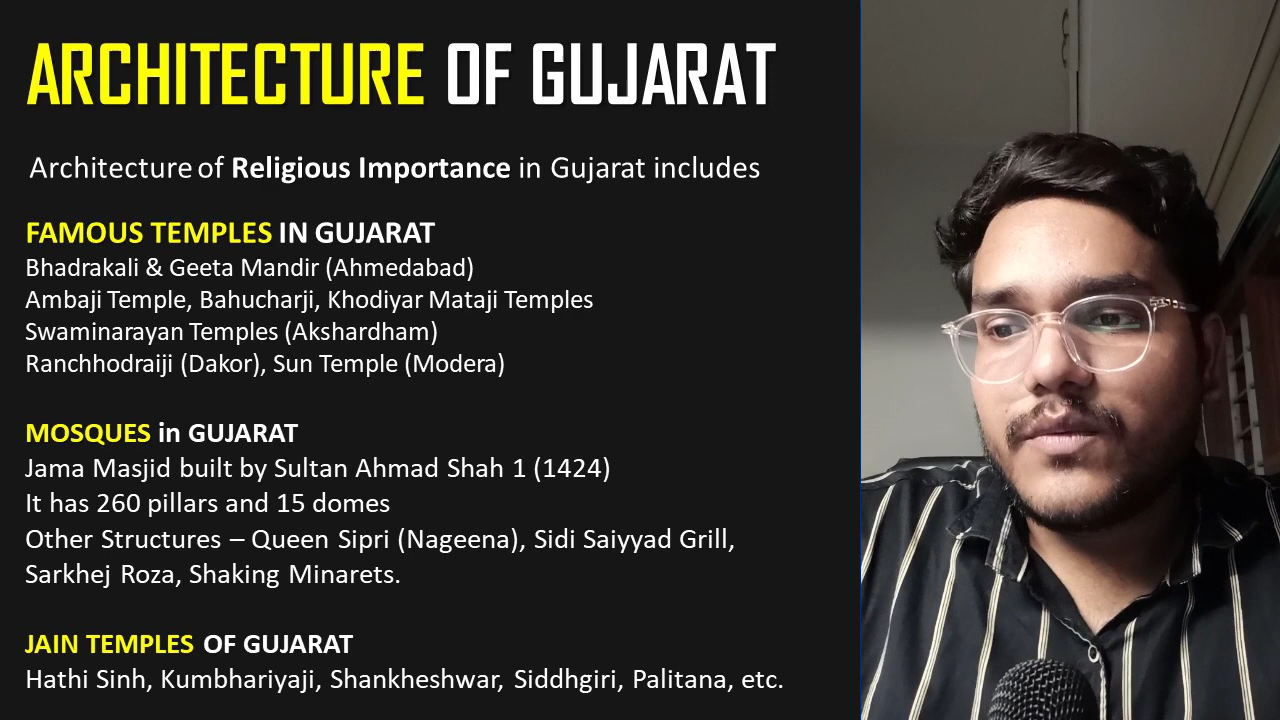 ARCHITECTURE OF GUJARAT
Architecture of Religious Importance in Gujarat includes
FAMOUS TEMPLES IN GUJARAT
Bhadrakali & Geeta Mandir (Ahmedabad)
Ambaji Temple, Bahucharji, Khodiyar Mataji Temples
Swaminarayan Temples (Akshardham)
Ranchhodraiji (Dakor), Sun Temple (Modera)
MOSQUES in GUJARAT
Jama Masjid built by Sultan Ahmad Shah 1 (1424)
It has 260 pillars and 15 domes
Other Structures – Queen Sipri (Nageena), Sidi Saiyyad Grill,
Sarkhej Roza, Shaking Minarets.
JAIN TEMPLES OF GUJARAT
Hathi Sinh, Kumbhariyaji, Shankheshwar, Siddhgiri, Palitana, etc.